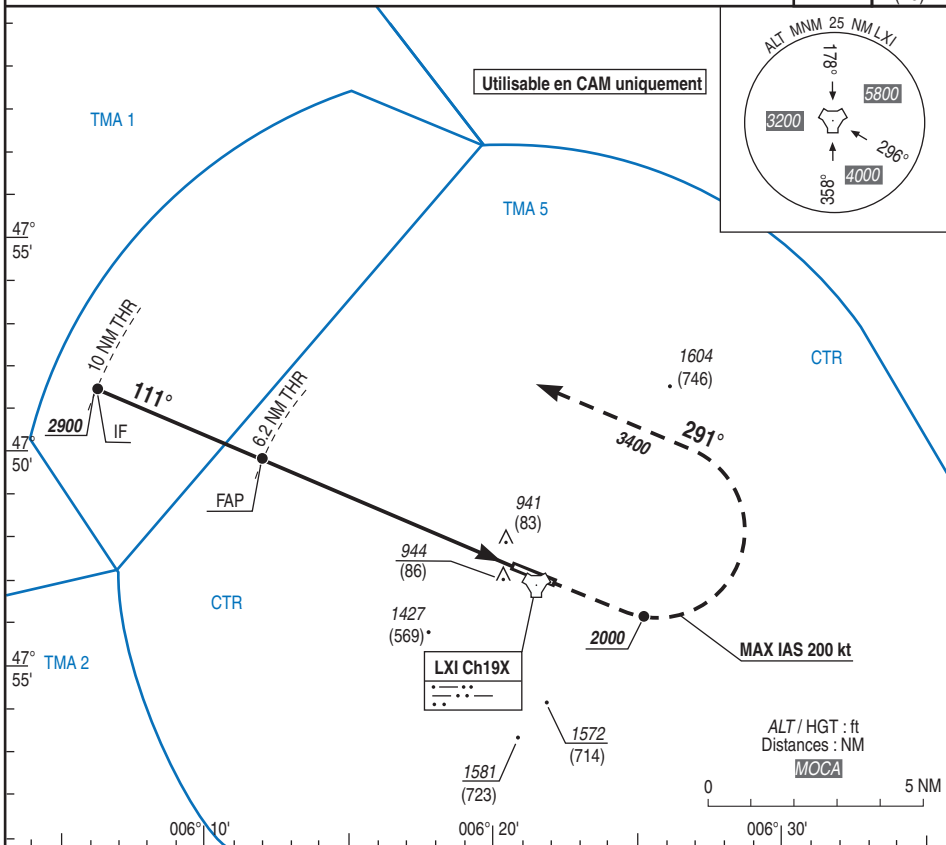 ALT MNM 25 NM LXI
178°
5800
3200
296°
4000
358°
Utilisable en CAM uniquement
TMA 1
TMA 5
47°
55'
10 NM THR
111°
2900
IF
6.2 NM THR
FAP
CTR
1604
(746)
291°
3400
47°
50'
941
(83)
944
(86)
CTR
1427
(569)
2000
MAX IAS 200 kt
47°
55'
TMA 2
LXI Ch19X
1572
(714)
1581
(723)
ALT / HGT : ft
Distances : NM
MOCA
0 5 NM
006° 10' 006° 20' 006° 30'